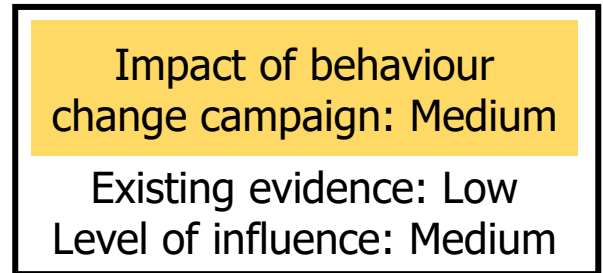 Impact of behaviour
change campaign: Medium
Existing evidence: Low
Level of influence: Medium